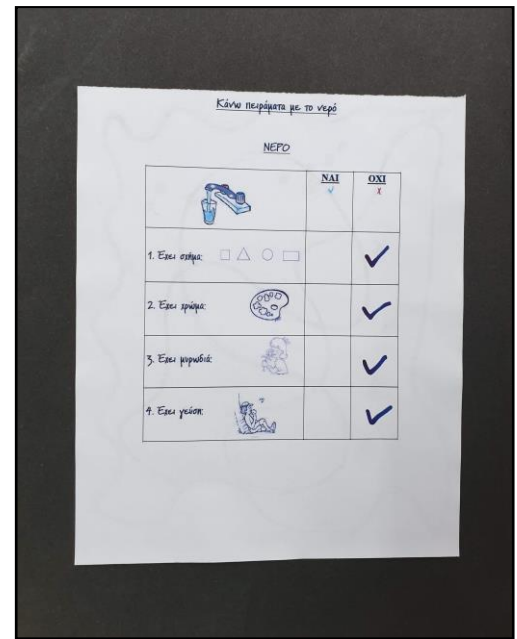 Κάνω πειράματα με το νερό
ΝΕΡΟ
ΝΑΙ ΟΧΙ
✓ x
1. Έχει σχήμα: ✓
2. Έχει χρώμα: ✓
3. Έχει μυρωδιά: ✓
4. Έχει γεύση: ✓